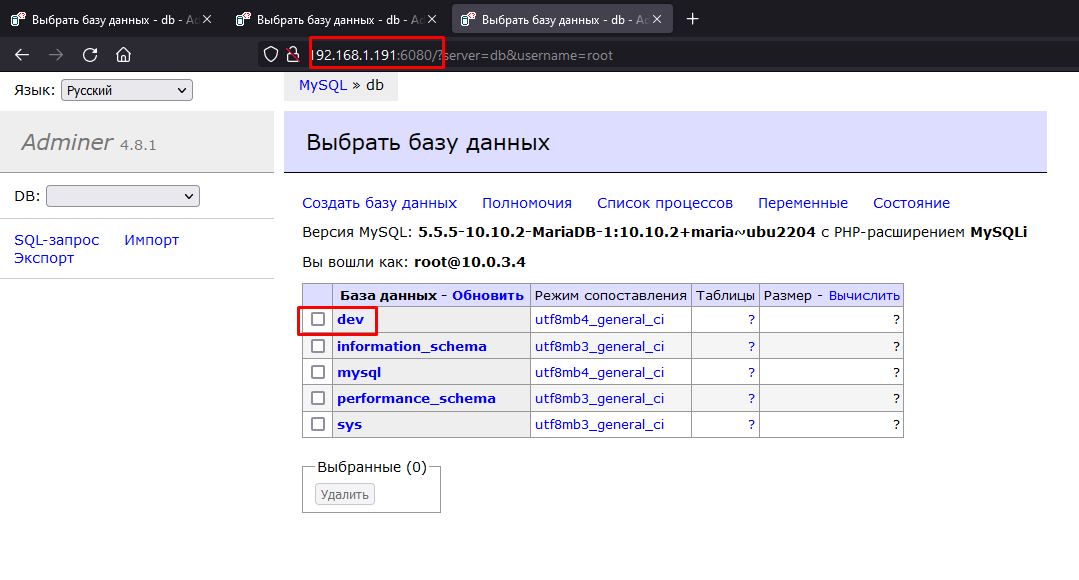 Выбрать базу данных - db - Ad
Выбрать базу данных - db - Ad
Выбрать базу данных - db - Ad
192.168.1.191:6080/?server=db&username=root
Язык: Русский
MySQL » db
Adminer 4.8.1
Выбрать базу данных
DB:
SQL-запрос Импорт
Экспорт
Создать базу данных Полномочия Список процессов Переменные Состояние
Версия MySQL: 5.5.5-10.10.2-MariaDB-1:10.10.2+maria~ubu2204 с PHP-расширением MySQLi
Вы вошли как: root@10.0.3.4
База данных - Обновить Режим сопоставления Таблицы Размер - Вычислить
dev utf8mb4_general_ci ? ?
information_schema utf8mb3_general_ci ? ?
mysql utf8mb4_general_ci ? ?
performance_schema utf8mb3_general_ci ? ?
sys utf8mb3_general_ci ? ?
Выбранные (0)
Удалить